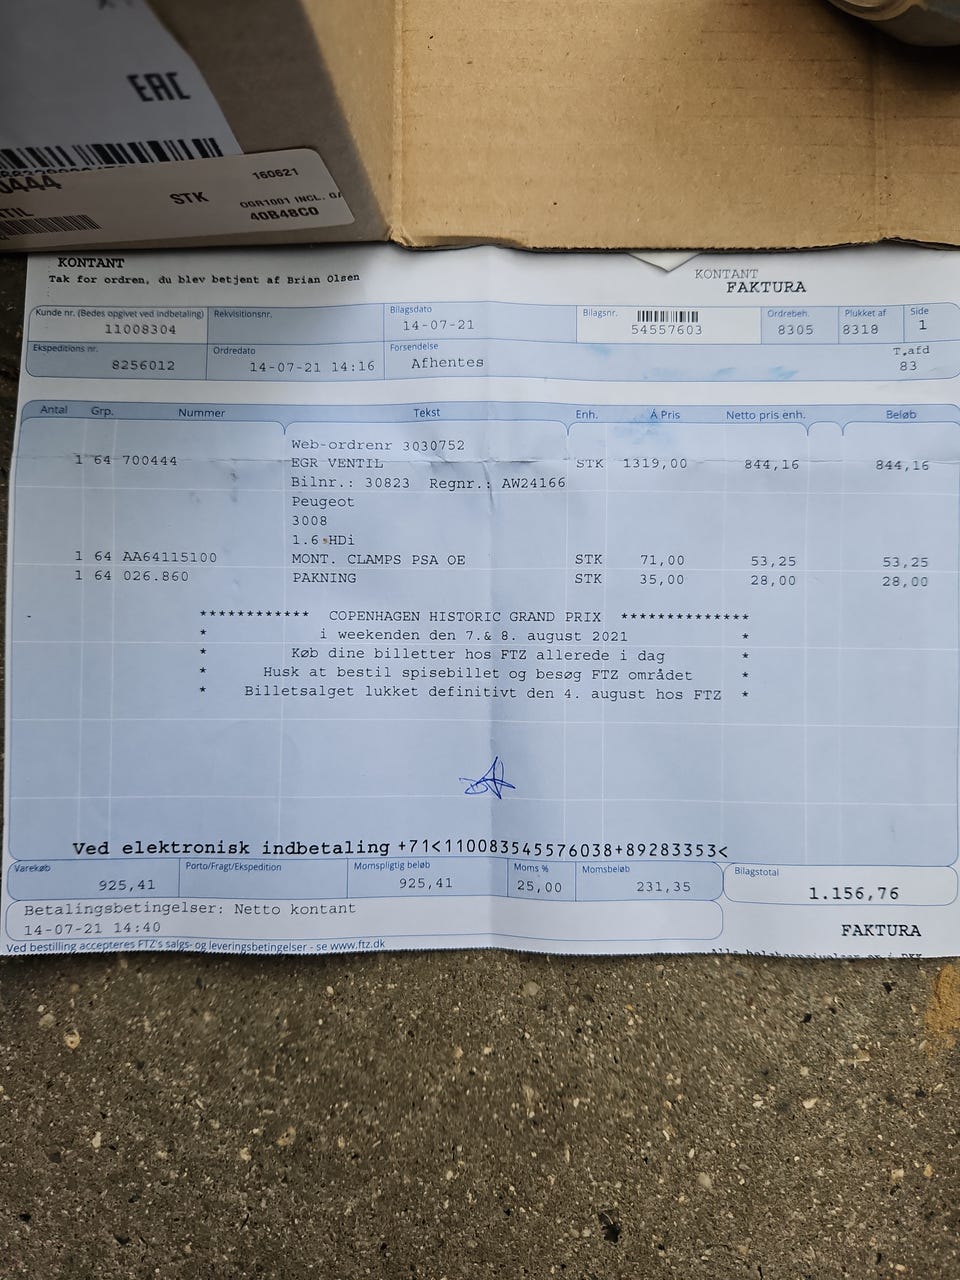 EAC
0444
STK
160621
OGR1001 INCL. GA
40B48C0
TIL
KONTANT
Tak for ordren, du blev betjent af Brian Olsen
KONTANT
FAKTURA
Kunde nr. (Bedes opgivet ved indbetaling) Rekvisitionsnr. Bilagsdato Bilagsnr. Ordrebeh. Plukket af Side
11008304 14-07-21 54557603 8305 8318 1
Ekspeditions nr. Ordredato Forsendelse T.afd
8256012 14-07-21 14:16 Afhentes 83
Antal Grp. Nummer Tekst Enh. Á Pris Netto pris enh. Beløb
Web-ordrenr 3030752
1 64 700444 EGR VENTIL STK 1319,00 844,16 844,16
Bilnr.: 30823 Regnr.: AW24166
Peugeot
3008
1.6 HDi
1 64 AA64115100 MONT. CLAMPS PSA OE STK 71,00 53,25 53,25
1 64 026.860 PAKNING STK 35,00 28,00 28,00
************ COPENHAGEN HISTORIC GRAND PRIX **************
* i weekenden den 7.& 8. august 2021 *
* Køb dine billetter hos FTZ allerede i dag *
* Husk at bestil spisebillet og besøg FTZ området *
* Billetsalget lukket definitivt den 4. august hos FTZ *
Ved elektronisk indbetaling +71<110083545576038+89283353<
Varekøb Porto/Fragt/Ekspedition Momspligtig beløb Moms % Momsbeløb Bilagstotal
925,41 925,41 25,00 231,35 1.156,76
Betalingsbetingelser: Netto kontant
14-07-21 14:40
FAKTURA
Ved bestilling accepteres FTZ's salgs- og leveringsbetingelser - se www.ftz.dk